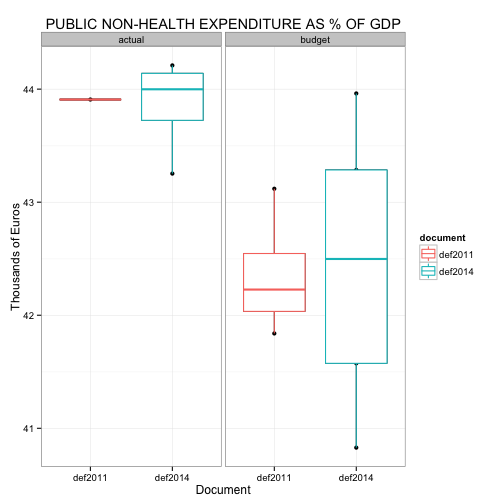 PUBLIC NON-HEALTH EXPENDITURE AS % OF GDP
actual
budget
44
43
42
41
Thousands of Euros
def2011
def2014
def2011
def2014
Document
document
def2011
def2014